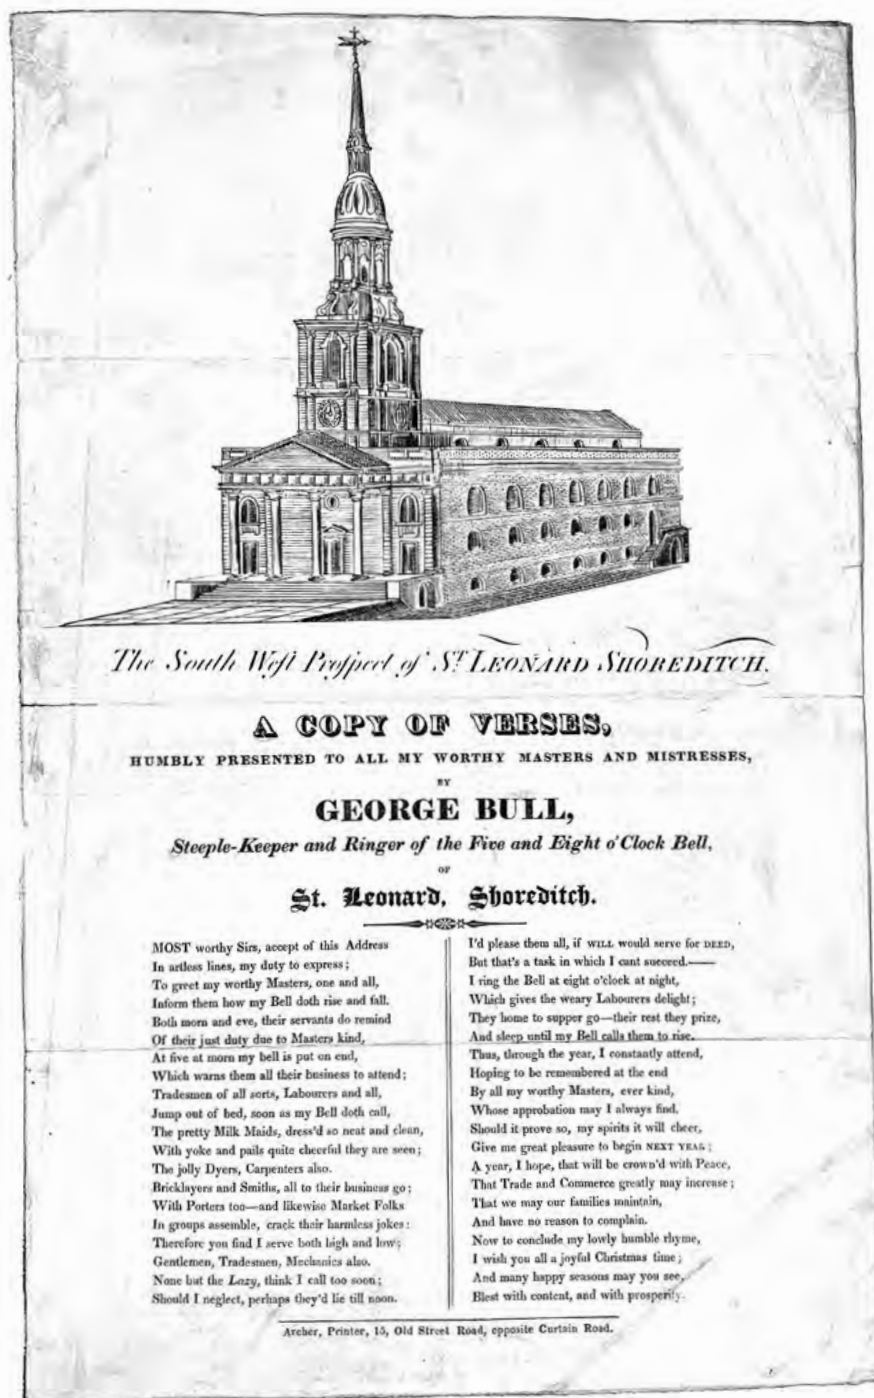 The South West Prospect of ST. LEONARD SHOREDITCH.
A COPY OF VERSES,
HUMBLY PRESENTED TO ALL MY WORTHY MASTERS AND MISTRESSES,
BY
GEORGE BULL,
Steeple-Keeper and Ringer of the Five and Eight o'Clock Bell,
OF
St. Leonard, Shoreditch.
MOST worthy Sirs, accept of this Address
In artless lines, my duty to express;
To greet my worthy Masters, one and all,
Inform them how my Bell doth rise and fall.
Both morn and eve, their servants do remind
Of their just duty due to Masters kind,
At five at morn my bell is put on end,
Which warns them all their business to attend;
Tradesmen of all sorts, Labourers and all,
Jump out of bed, soon as my Bell doth call,
The pretty Milk Maids, dress'd so neat and clean,
With yoke and pails quite cheerful they are seen;
The jolly Dyers, Carpenters also.
Bricklayers and Smiths, all to their business go;
With Porters too—and likewise Market Folks
In groups assemble, crack their harmless jokes:
Therefore you find I serve both high and low;
Gentlemen, Tradesmen, Mechanics also.
None but the Lazy, think I call too soon;
Should I neglect, perhaps they'd lie till noon.
I'd please them all, if WILL would serve for DEED,
But that's a task in which I cant succeed.——
I ring the Bell at eight o'clock at night,
Which gives the weary Labourers delight;
They home to supper go—their rest they prize,
And sleep until my Bell calls them to rise.
Thus, through the year, I constantly attend,
Hoping to be remembered at the end
By all my worthy Masters, ever kind,
Whose approbation may I always find.
Should it prove so, my spirits it will cheer,
Give me great pleasure to begin NEXT YEAR;
A year, I hope, that will be crown'd with Peace,
That Trade and Commerce greatly may increase;
That we may our families maintain,
And have no reason to complain.
Now to conclude my lowly humble rhyme,
I wish you all a joyful Christmas time;
And many happy seasons may you see,
Blest with content, and with prosperity.
Archer, Printer, 15, Old Street Road, opposite Curtain Road.